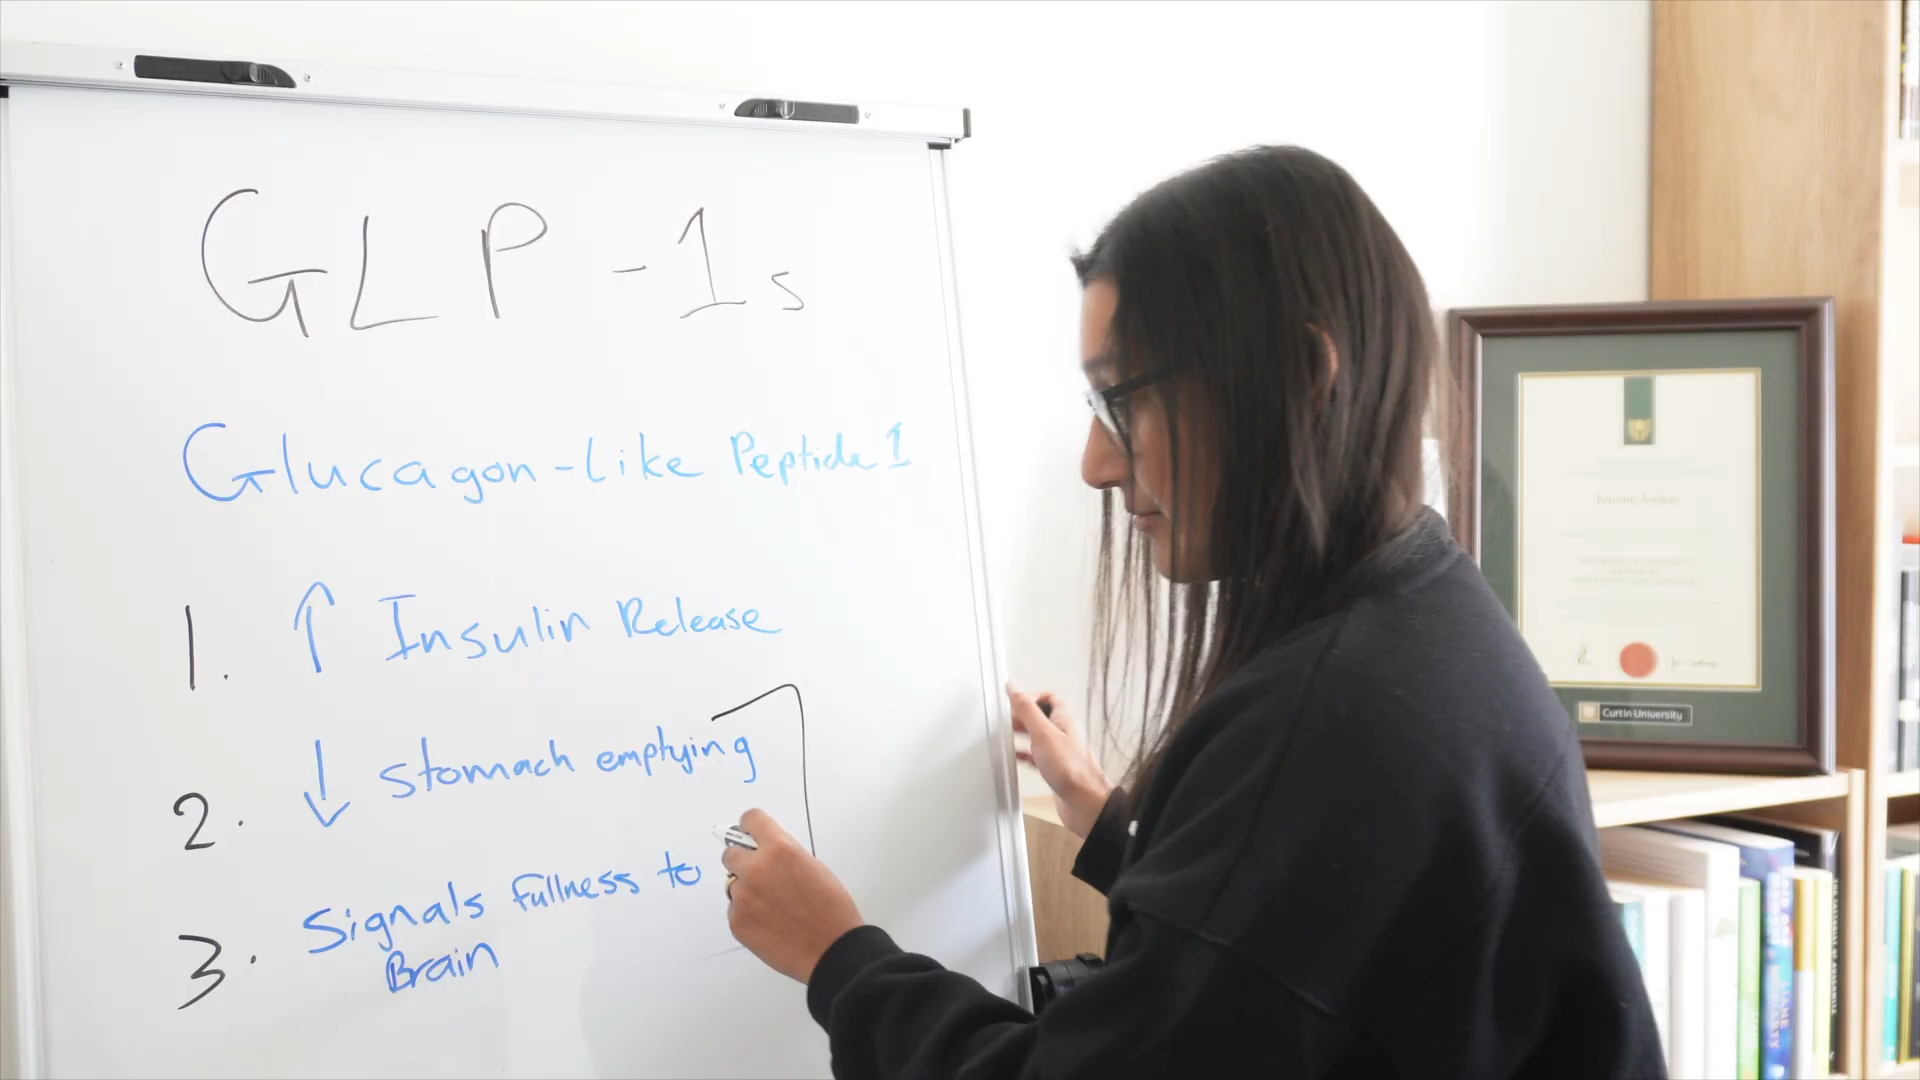 GLP-1s
Glucagon-Like Peptide 1
1. ↑ Insulin Release
2. ↓ Stomach emptying
3. Signals fullness to
Brain
Curtin University